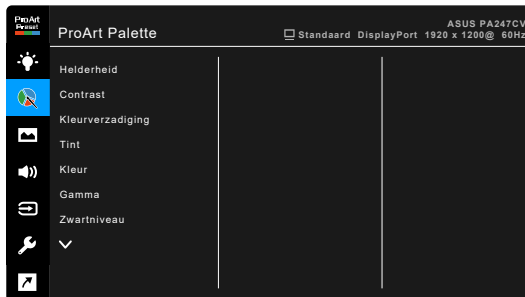 ProArt
Preset
ProArt Palette
ASUS PA247CV
Standaard DisplayPort 1920 x 1200@ 60Hz
Helderheid
Contrast
Kleurverzadiging
Tint
Kleur
Gamma
Zwartniveau